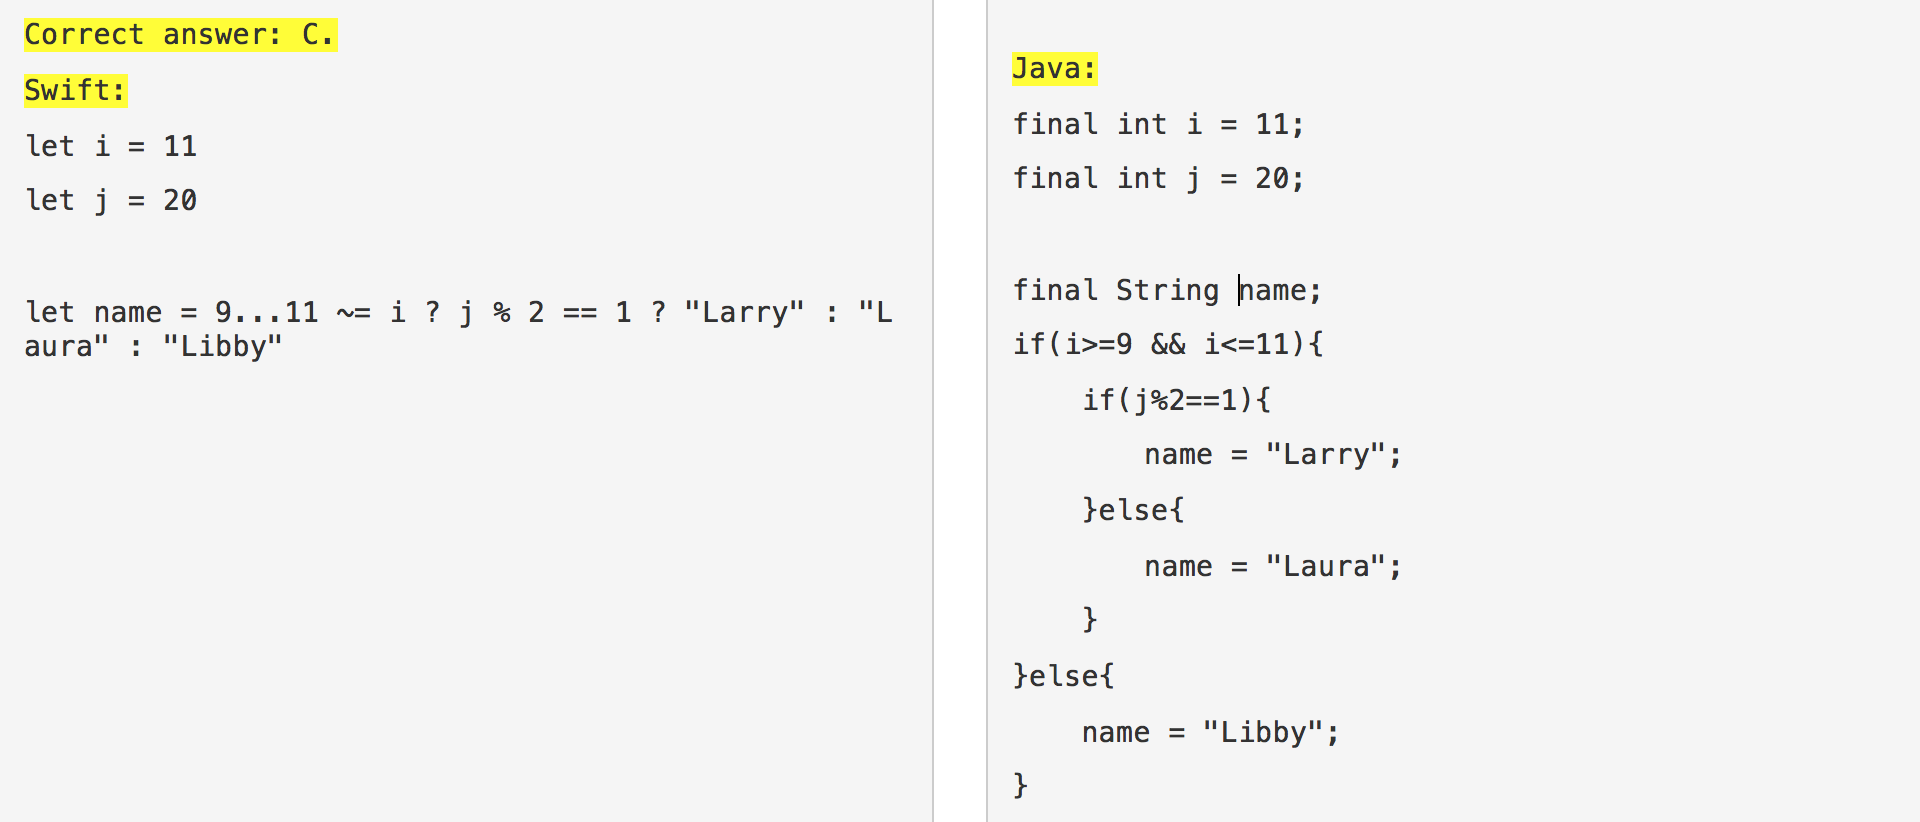 Correct answer: C.
Swift:
let i = 11
let j = 20
let name = 9...11 ~= i ? j % 2 == 1 ? "Larry" : "L
aura" : "Libby"
Java:
final int i = 11;
final int j = 20;
final String name;
if(i>=9 && i<=11){
    if(j%2==1){
        name = "Larry";
    }else{
        name = "Laura";
    }
}else{
    name = "Libby";
}